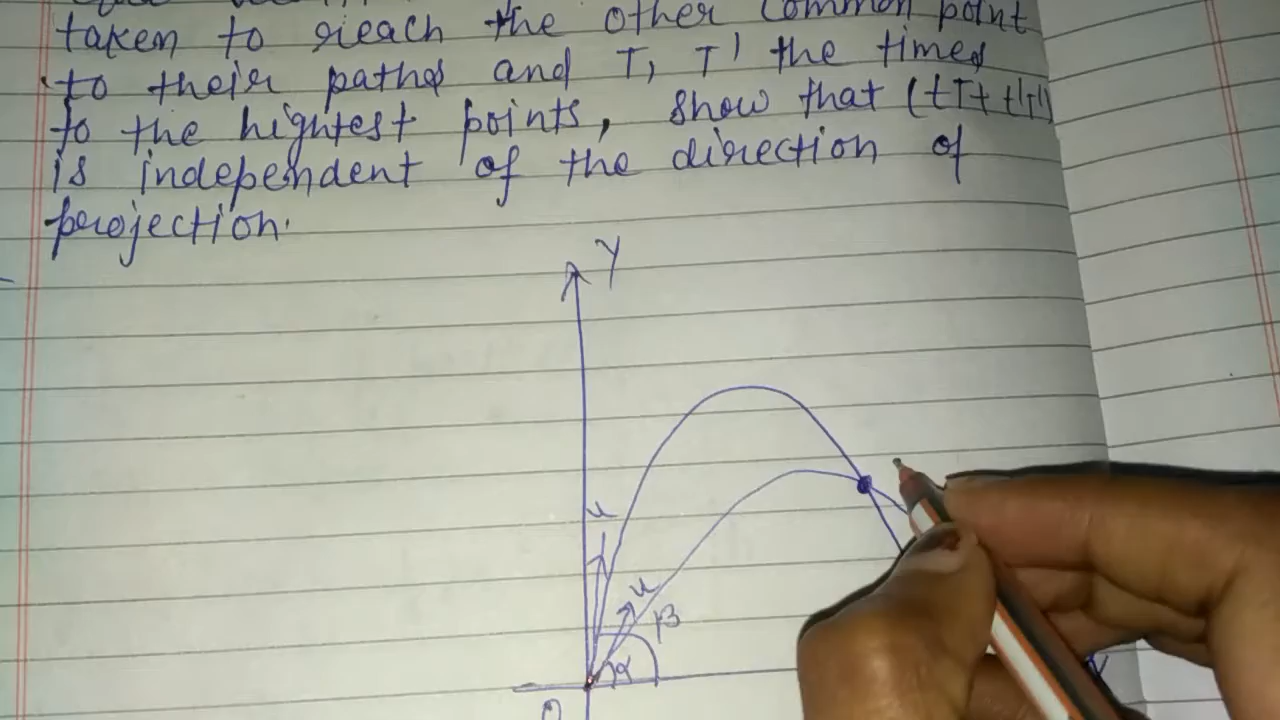 taken to reach the other common point
to their paths and T, T' the times
to the hightest points, show that (tT+t'T')
is independent of the direction of
projection.
Y
u
u
β
α
O
X